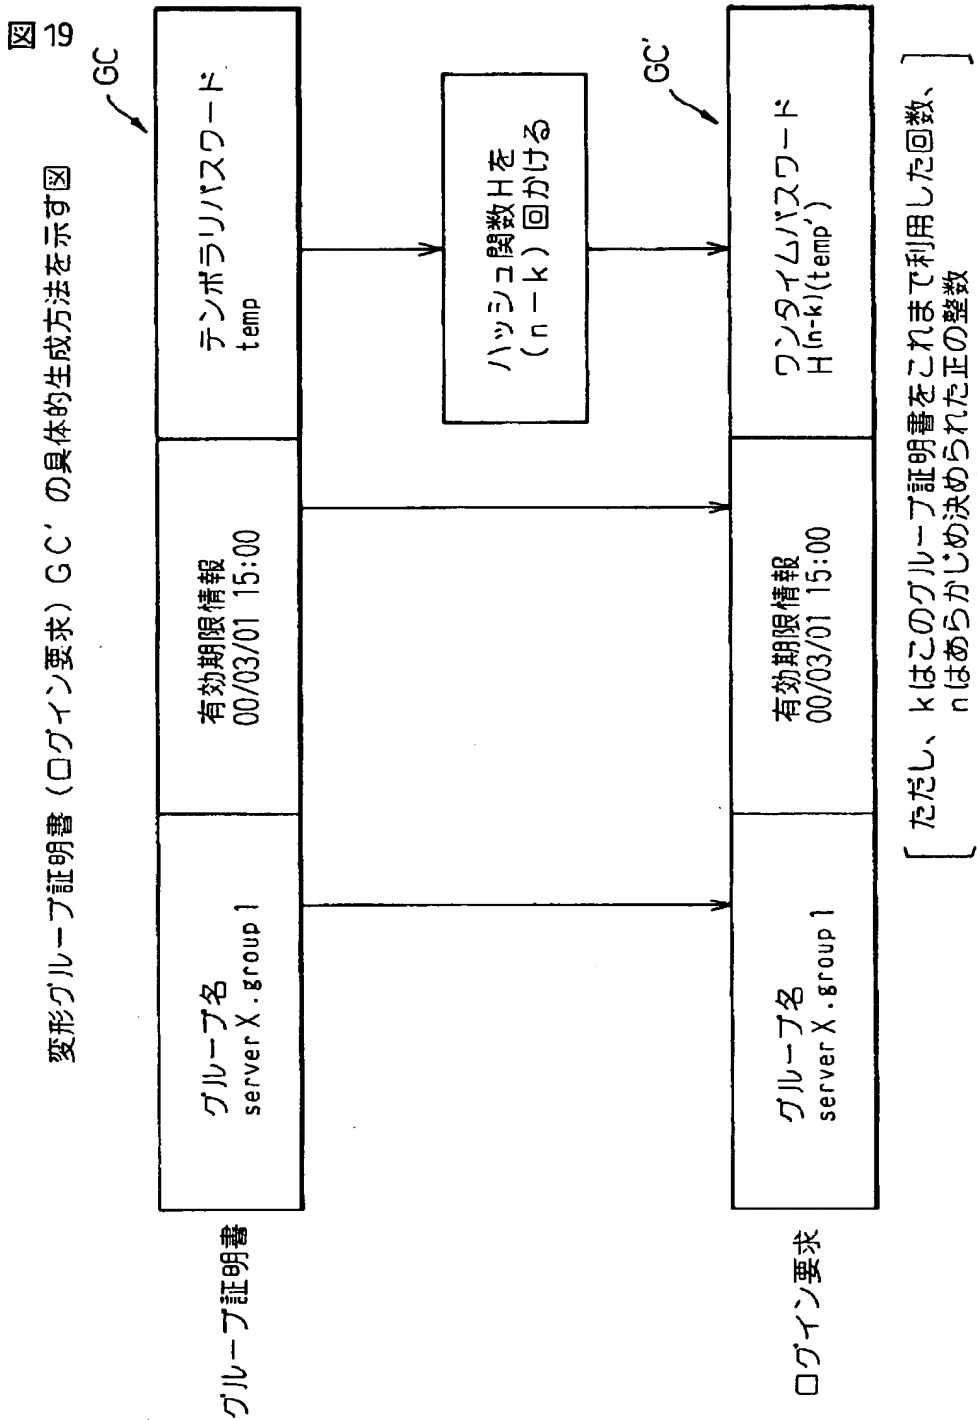 図19
変形グループ証明書（ログイン要求）GC′の具体的生成方法を示す図
GC
グループ証明書
グループ名
serverX.group1
有効期限情報
00/03/01 15:00
テンポラリパスワード
temp
ハッシュ関数Hを
(n－k)回かける
GC′
ログイン要求
グループ名
serverX.group1
有効期限情報
00/03/01 15:00
ワンタイムパスワード
H(n-k)(temp′)
ただし、kはこのグループ証明書をこれまで利用した回数、
nはあらかじめ決められた正の整数